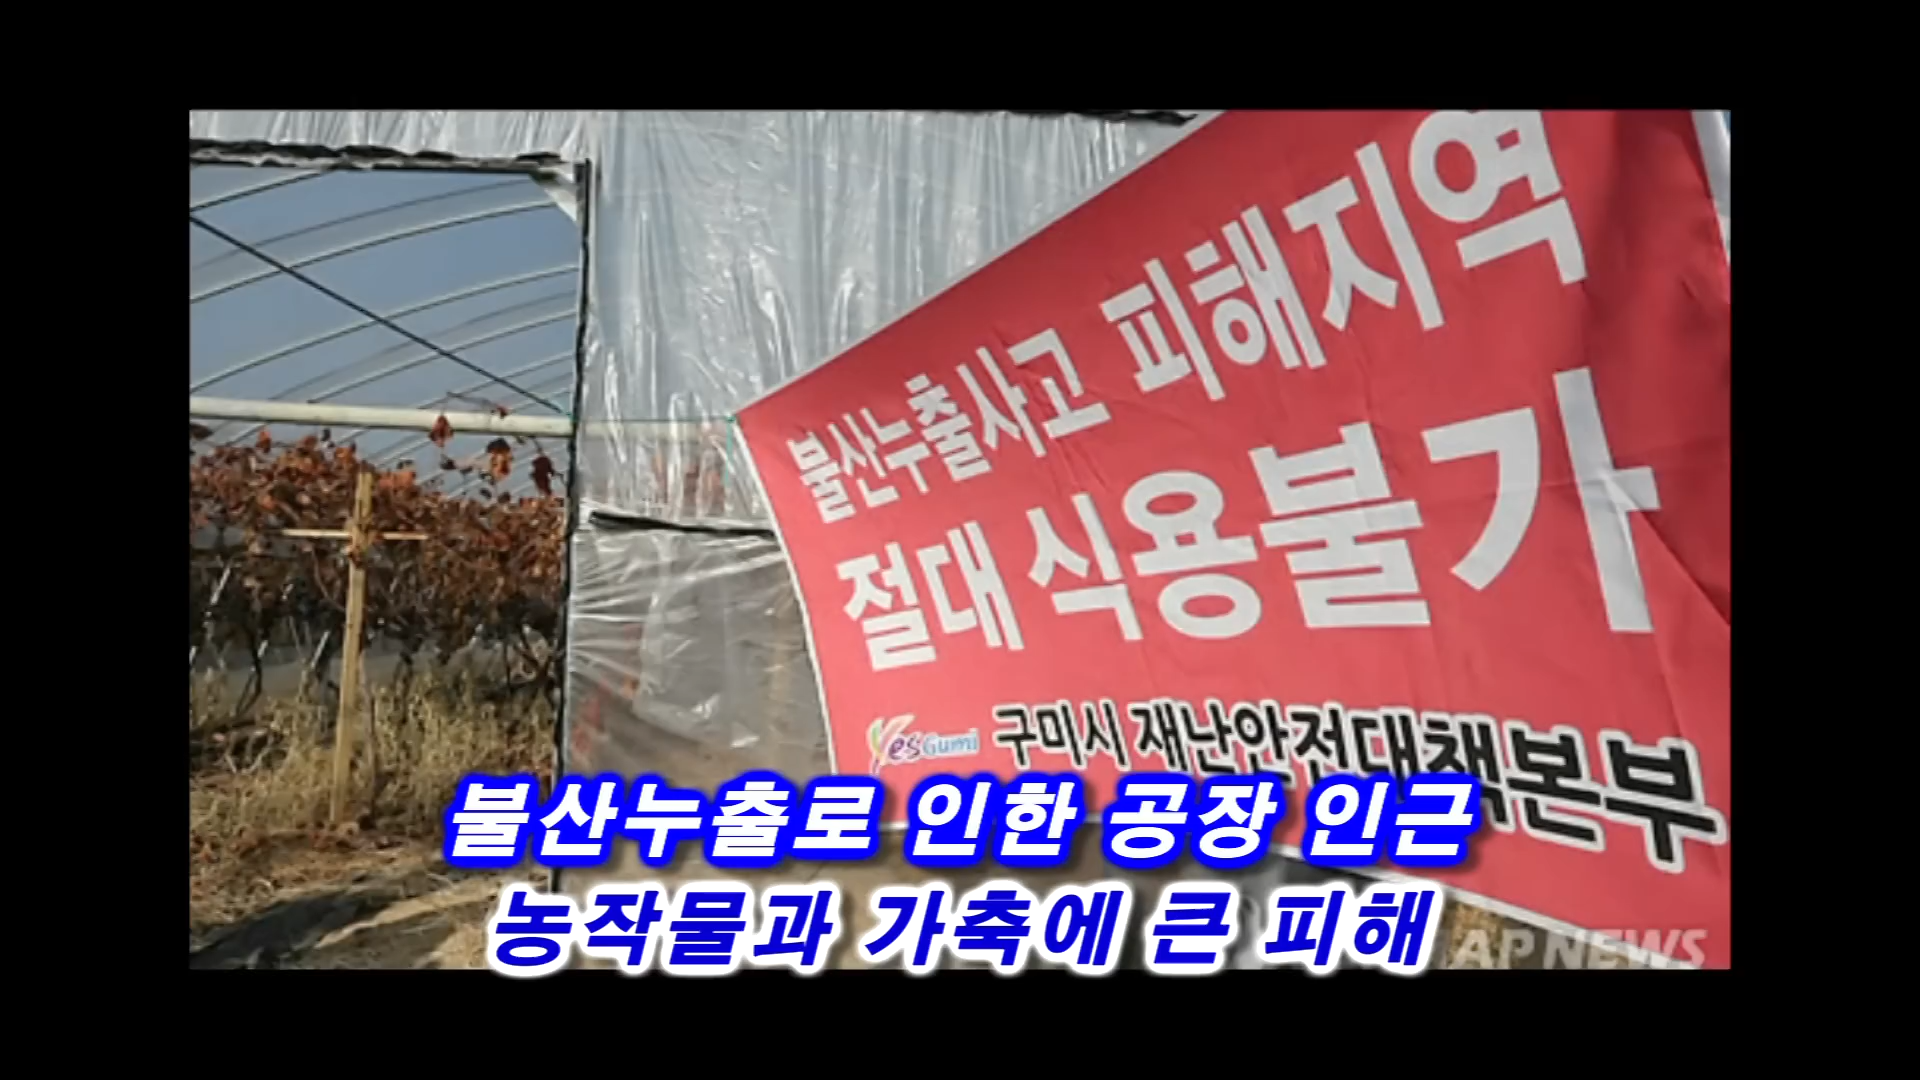 불산누출사고 피해지역
절대 식용불가
YesGumi 구미시 재난안전대책본부
불산누출로 인한 공장 인근
농작물과 가축에 큰 피해
AP NEWS